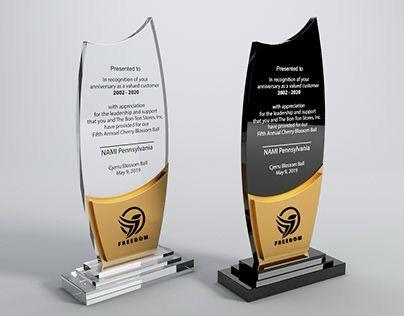 Presented to
In recognition of your
anniversary as a valued customer
2002 - 2020
with appreciation
for the leadership and support
that you and The Bon-Ton Stores, Inc.
have provided for our
Fifth Annual Cherry Blossom Ball
NAMI Pennsylvania
Cjerriu Blossom Ball
May 9, 2019
FREEDOM
Presented to
In recognition of your
anniversary as a valued customer
2002 - 2020
with appreciation
for the leadership and support
that you and The Bon-Ton Stores, Inc.
have provided for our
Fifth Annual Cherry Blossom Ball
NAMI Pennsylvania
Cjerriu Blossom Ball
May 9, 2019
FREEDOM